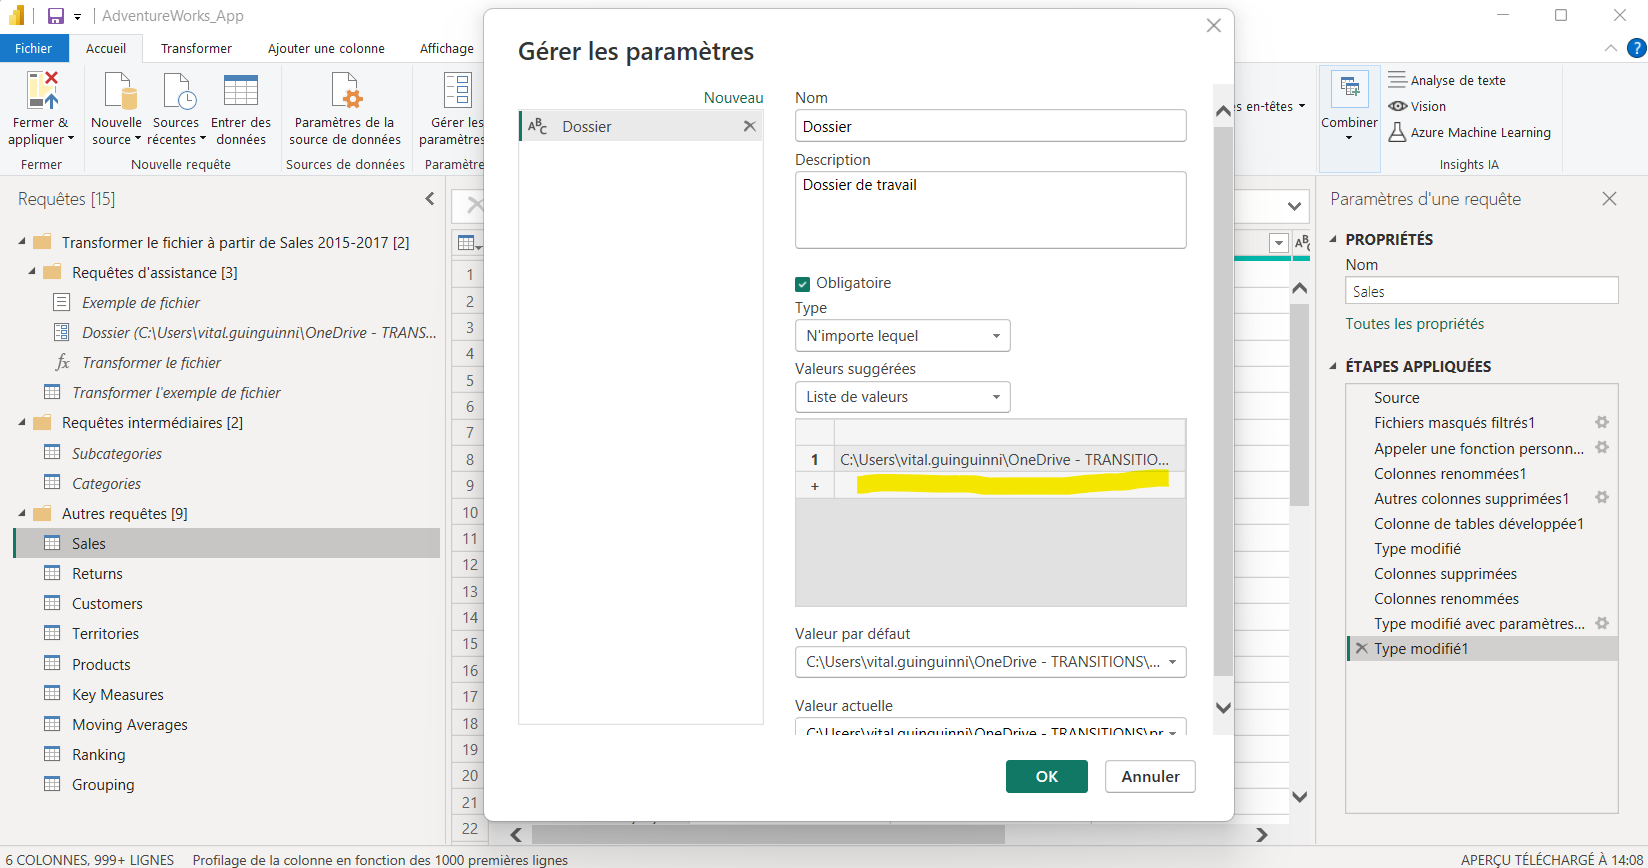 AdventureWorks_App
Fichier
Accueil
Transformer
Ajouter une colonne
Affichage
Fermer &
appliquer
Fermer
Nouvelle
source
Sources
récentes
Entrer des
données
Nouvelle requête
Paramètres de la
source de données
Sources de données
Gérer les
paramètres
Paramètre
es en-têtes
Combiner
Analyse de texte
Vision
Azure Machine Learning
Insights IA
Requêtes [15]
Transformer le fichier à partir de Sales 2015-2017 [2]
Requêtes d'assistance [3]
Exemple de fichier
Dossier (C:\Users\vital.guinguinni\OneDrive - TRANS...
fx Transformer le fichier
Transformer l'exemple de fichier
Requêtes intermédiaires [2]
Subcategories
Categories
Autres requêtes [9]
Sales
Returns
Customers
Territories
Products
Key Measures
Moving Averages
Ranking
Grouping
1
2
3
4
5
6
7
8
9
10
11
12
13
14
15
16
17
18
19
20
21
22
Gérer les paramètres
Nouveau
ABC Dossier
Nom
Dossier
Description
Dossier de travail
Obligatoire
Type
N'importe lequel
Valeurs suggérées
Liste de valeurs
1 C:\Users\vital.guinguinni\OneDrive - TRANSITIO...
+
Valeur par défaut
C:\Users\vital.guinguinni\OneDrive - TRANSITIONS\...
Valeur actuelle
C:\Users\vital.guinguinni\OneDrive - TRANSITIONS\pr
OK
Annuler
Paramètres d'une requête
PROPRIÉTÉS
Nom
Sales
Toutes les propriétés
ÉTAPES APPLIQUÉES
Source
Fichiers masqués filtrés1
Appeler une fonction personn...
Colonnes renommées1
Autres colonnes supprimées1
Colonne de tables développée1
Type modifié
Colonnes supprimées
Colonnes renommées
Type modifié avec paramètres...
Type modifié1
6 COLONNES, 999+ LIGNES
Profilage de la colonne en fonction des 1000 premières lignes
APERÇU TÉLÉCHARGÉ À 14:08